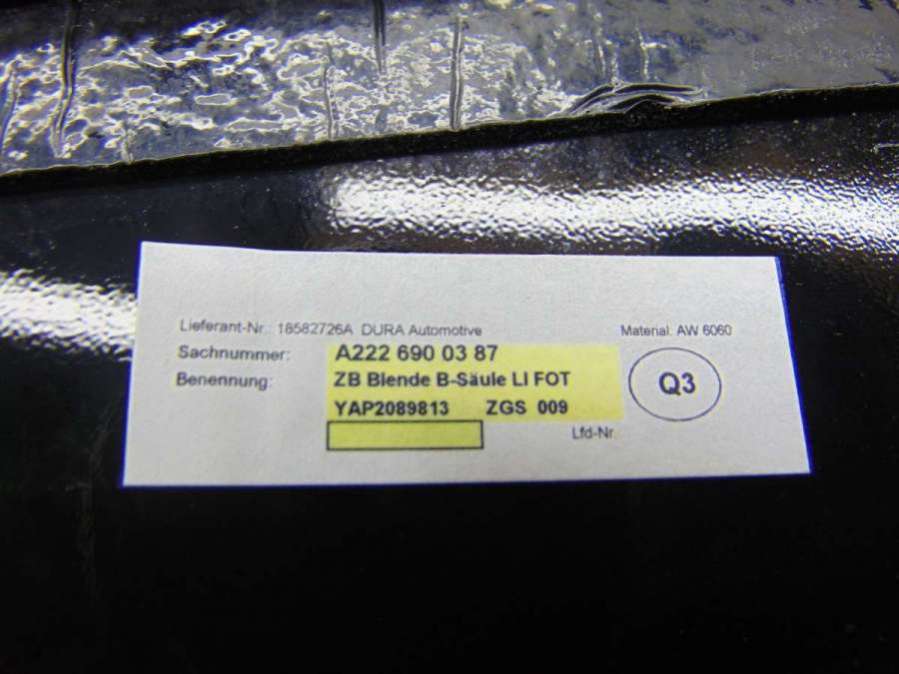 Lieferant-Nr.: 18582726A DURA Automotive Material: AW 6060
Sachnummer: A222 690 03 87
Benennung: ZB Blende B-Säule LI FOT Q3
YAP2089813 ZGS 009
Lfd-Nr.